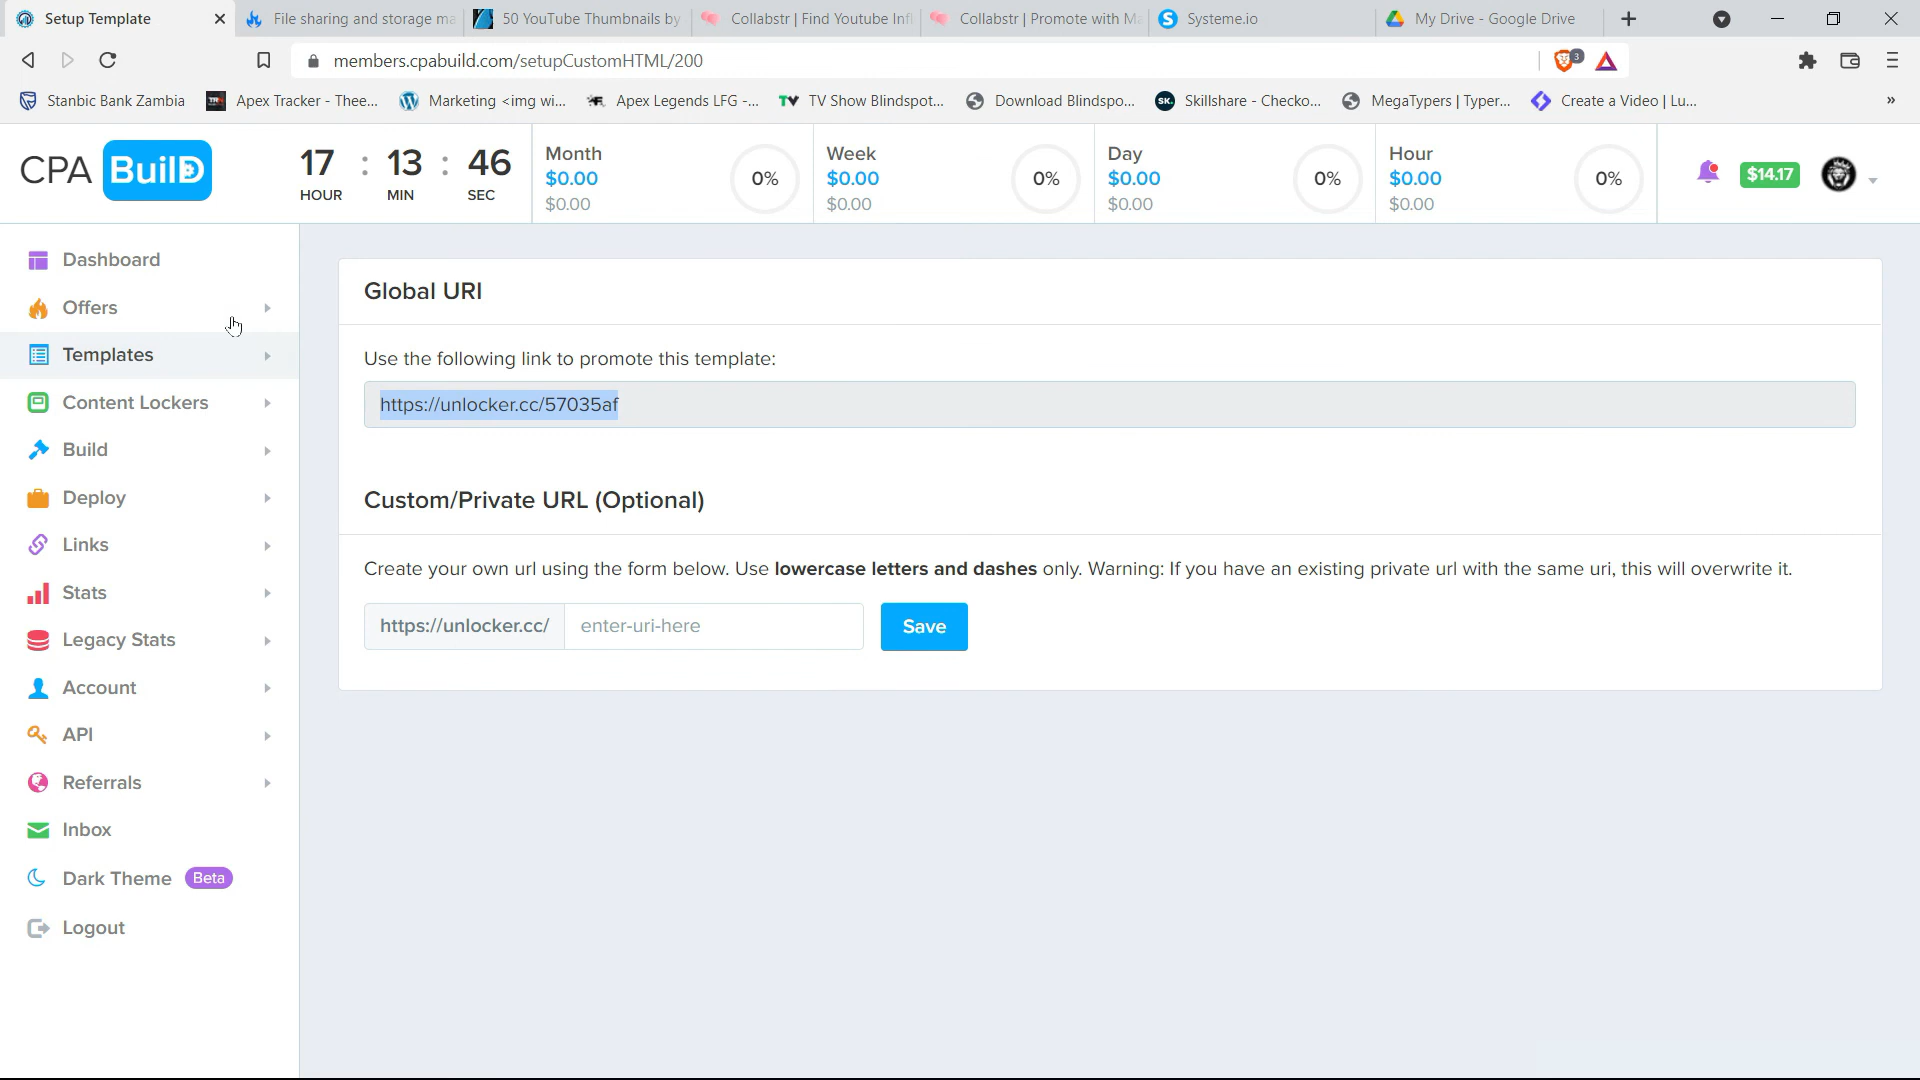 Setup Template
File sharing and storage ma
50 YouTube Thumbnails by
Collabstr | Find Youtube Infl
Collabstr | Promote with Ma
Systeme.io
My Drive - Google Drive
members.cpabuild.com/setupCustomHTML/200
3
Stanbic Bank Zambia
Apex Tracker - Thee...
Marketing <img wi...
Apex Legends LFG -...
TV Show Blindspot...
Download Blindspo...
SK.
Skillshare - Checko...
MegaTypers | Typer...
Create a Video | Lu...
»
CPA BuilD
17 : 13 : 46
HOUR MIN SEC
Month
$0.00
$0.00
0%
Week
$0.00
$0.00
0%
Day
$0.00
$0.00
0%
Hour
$0.00
$0.00
0%
$14.17
Dashboard
Offers
Templates
Content Lockers
Build
Deploy
Links
Stats
Legacy Stats
Account
API
Referrals
Inbox
Dark Theme Beta
Logout
Global URI
Use the following link to promote this template:
https://unlocker.cc/57035af
Custom/Private URL (Optional)
Create your own url using the form below. Use lowercase letters and dashes only. Warning: If you have an existing private url with the same uri, this will overwrite it.
https://unlocker.cc/ enter-uri-here Save